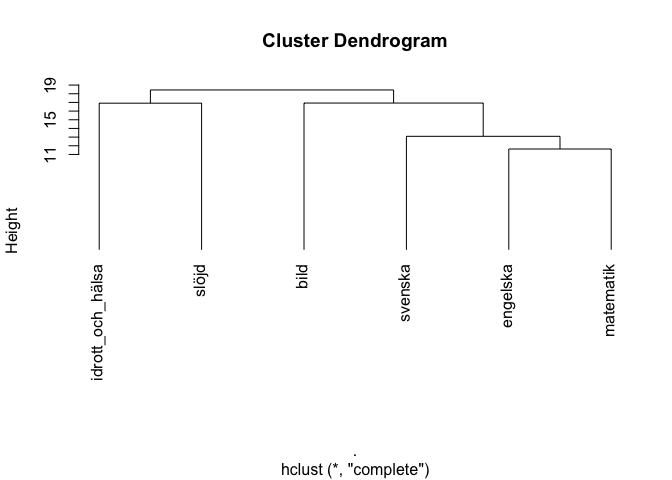 Cluster Dendrogram
Height
19
15
11
idrott_och_hälsa
slöjd
bild
svenska
engelska
matematik
.
hclust (*, "complete")